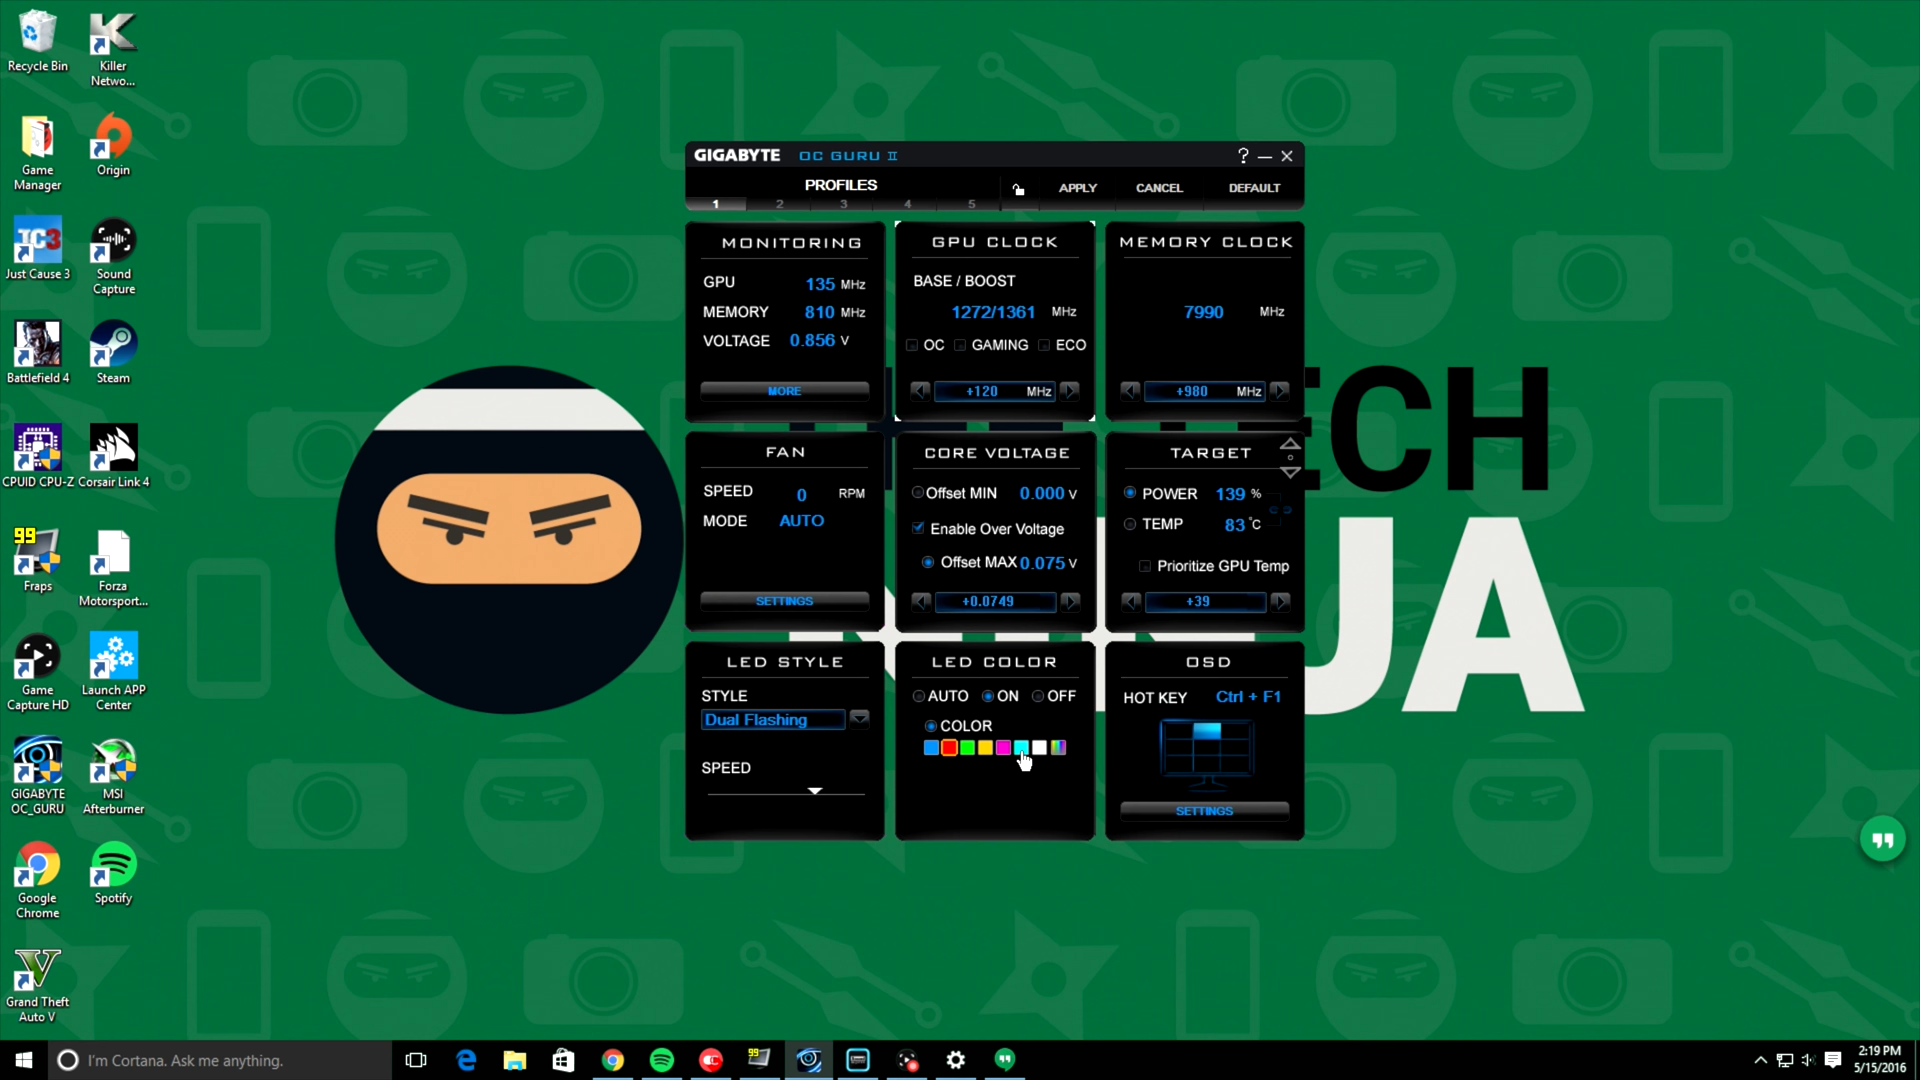 Recycle Bin
Killer
Netwo...
Game
Manager
Origin
Just Cause 3
Sound
Capture
Battlefield 4
Steam
CPUID CPU-Z
Corsair Link 4
99
Fraps
Forza
Motorsport...
Game
Capture HD
Launch APP
Center
GIGABYTE
OC_GURU
MSI
Afterburner
Google
Chrome
Spotify
Grand Theft
Auto V
GIGABYTE OC GURU II ? — ✕
PROFILES
1 2 3 4 5
APPLY CANCEL DEFAULT
MONITORING
GPU 135 MHz
MEMORY 810 MHz
VOLTAGE 0.856 V
MORE
GPU CLOCK
BASE / BOOST
1272/1361 MHz
OC GAMING ECO
+120 MHz
MEMORY CLOCK
7990 MHz
+980 MHz
FAN
SPEED 0 RPM
MODE AUTO
SETTINGS
CORE VOLTAGE
Offset MIN 0.000 V
Enable Over Voltage
Offset MAX 0.075 V
+0.0749
TARGET
POWER 139 %
TEMP 83 °C
Prioritize GPU Temp
+39
LED STYLE
STYLE
Dual Flashing
SPEED
LED COLOR
AUTO ON OFF
COLOR
OSD
HOT KEY Ctrl + F1
SETTINGS
ECH
JA
I'm Cortana. Ask me anything.
99
2:19 PM
5/15/2016